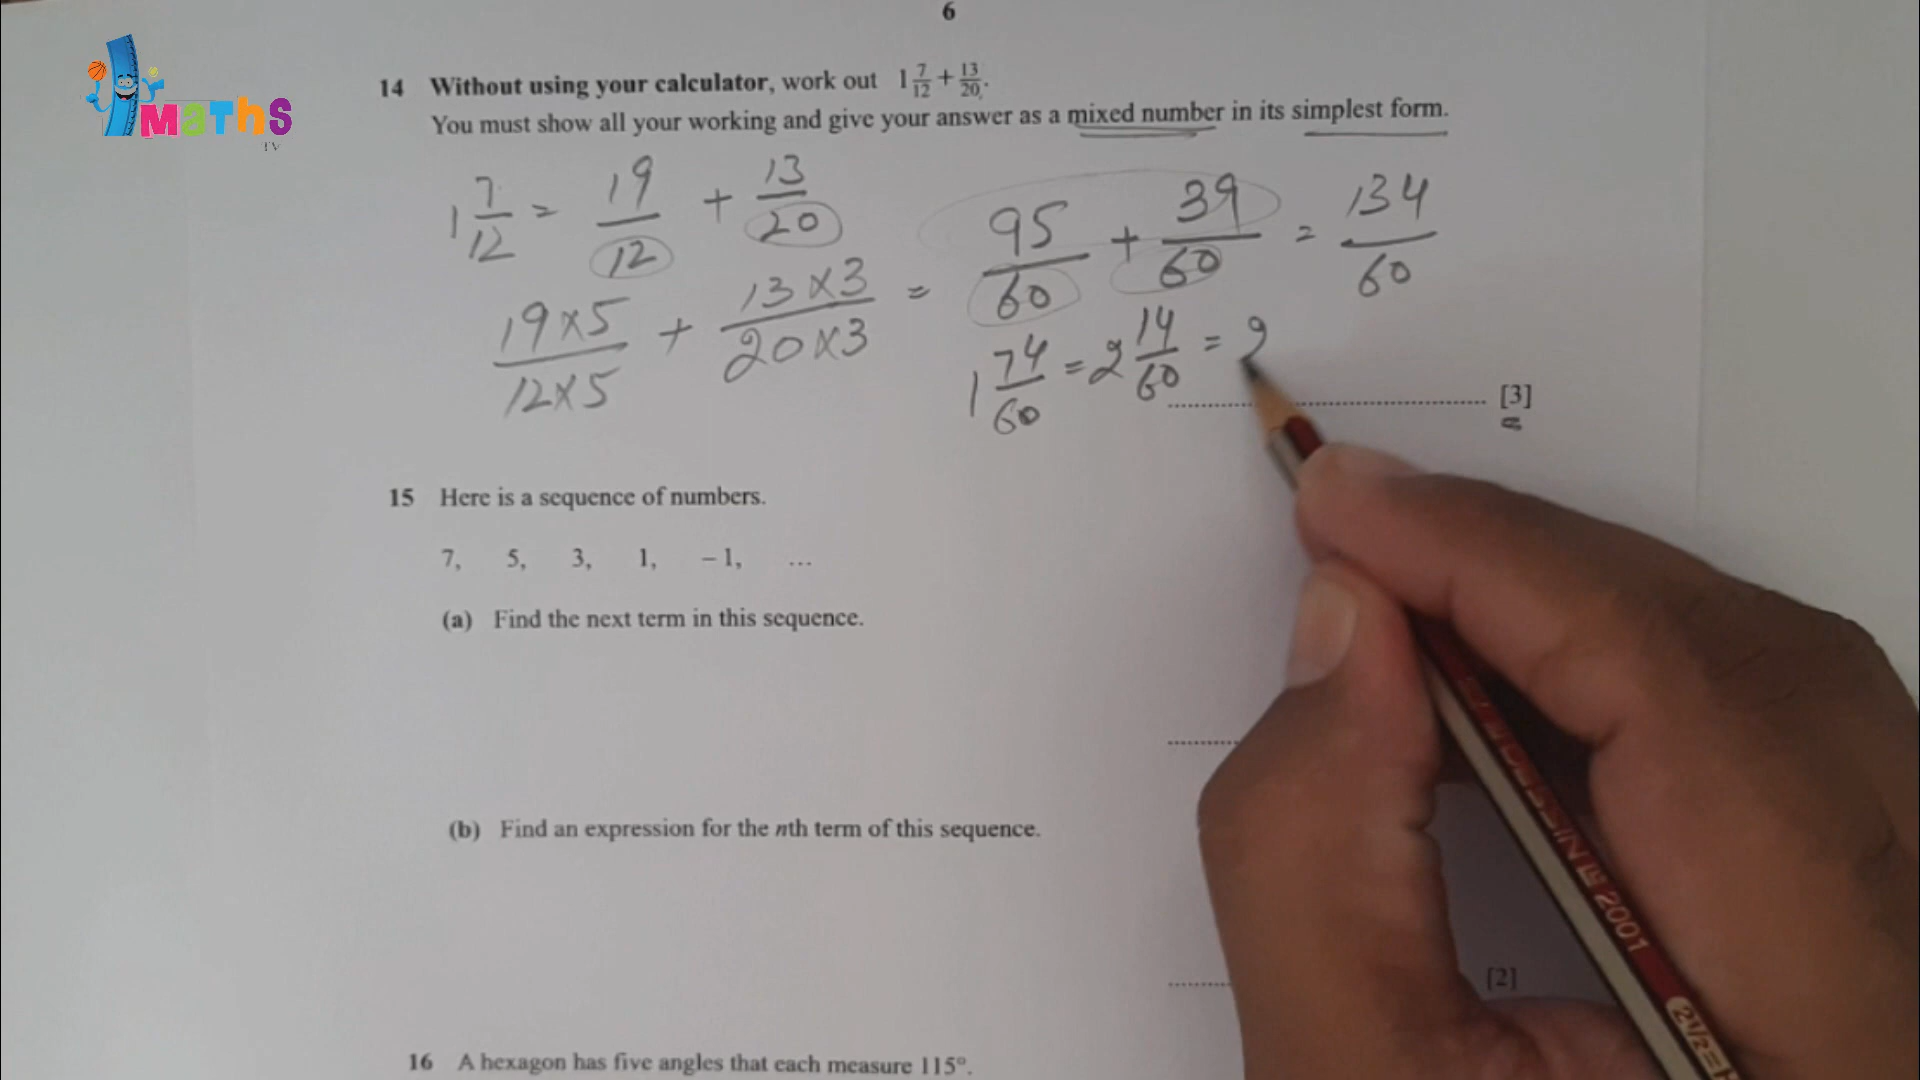 6
MaThS
TV
14 Without using your calculator, work out 1 7/12 + 13/20.
You must show all your working and give your answer as a mixed number in its simplest form.
1 7/12 = 19/12 + 13/20
19×5/12×5 + 13×3/20×3 = 95/60 + 39/60 = 134/60
1 74/60 = 2 14/60 = 2
[3]
15 Here is a sequence of numbers.
7, 5, 3, 1, – 1, ...
(a) Find the next term in this sequence.
(b) Find an expression for the nth term of this sequence.
[2]
16 A hexagon has five angles that each measure 115°.
2001
2½=H